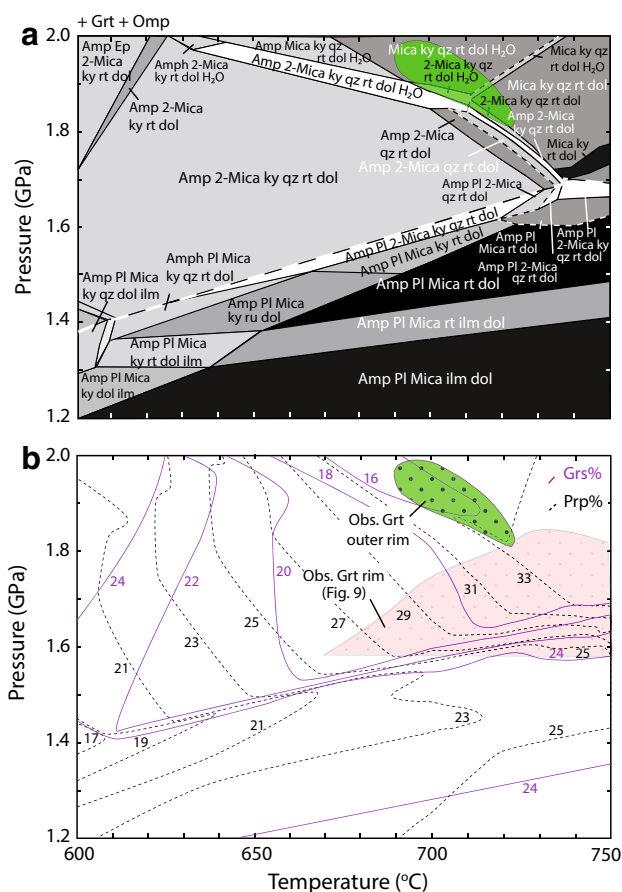 + Grt + Omp
a
2.0
1.8
1.6
1.4
1.2
Pressure (GPa)
Amp Ep
2-Mica
ky rt dol
Amph 2-Mica
ky rt dol H2O
Amp Mica ky qz
rt dol H2O
Amp 2-Mica ky qz rt dol H2O
Mica ky qz rt dol H2O
2-Mica ky qz
rt dol H2O
Mica ky qz
rt dol H2O
Mica ky qz rt dol
2-Mica ky qz rt dol
Amp 2-Mica
ky qz rt dol
Mica ky
rt dol
Amp 2-Mica
ky rt dol
Amp 2-Mica
qz rt dol
Amp 2-Mica qz rt dol
Amp 2-Mica ky qz rt dol
Amp Pl 2-Mica
qz rt dol
Amp Pl 2-Mica ky qz rt dol
Amp Pl Mica ky rt dol
Amph Pl Mica
ky qz rt dol
Amp Pl
Mica rt dol
Amp Pl
2-Mica ky
qz rt dol
Amp Pl 2-Mica
qz rt dol
Amp Pl Mica
ky qz dol ilm
Amp Pl Mica rt dol
Amp Pl Mica
ky ru dol
Amp Pl Mica rt ilm dol
Amp Pl Mica
ky rt dol ilm
Amp Pl Mica
ky dol ilm
Amp Pl Mica ilm dol
b
2.0
1.8
1.6
1.4
1.2
Pressure (GPa)
18
16
Grs%
Prp%
Obs. Grt
outer rim
24
22
20
Obs. Grt rim
(Fig. 9)
31
33
21
23
25
27
29
24
25
17
19
21
23
25
24
600
650
700
750
Temperature (oC)